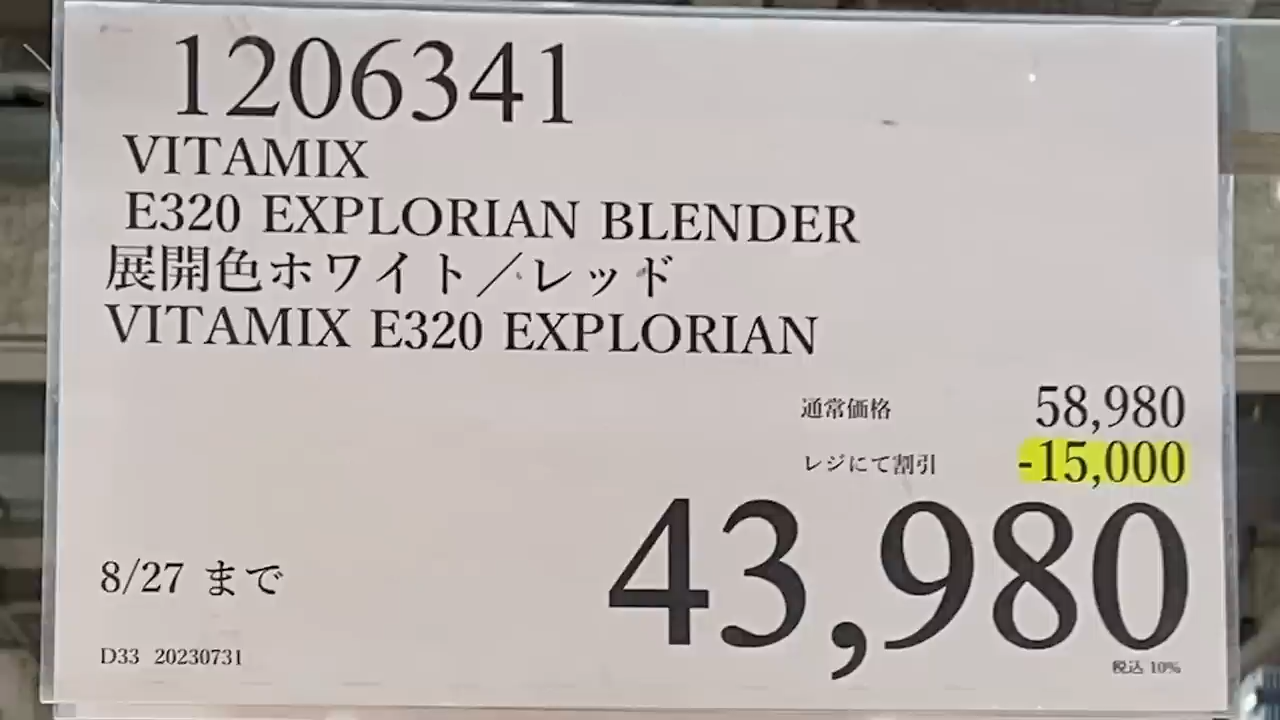 1206341
VITAMIX
E320 EXPLORIAN BLENDER
展開色ホワイト／レッド
VITAMIX E320 EXPLORIAN
通常価格 58,980
レジにて割引 -15,000
43,980
8/27 まで
税込 10%
D33 20230731